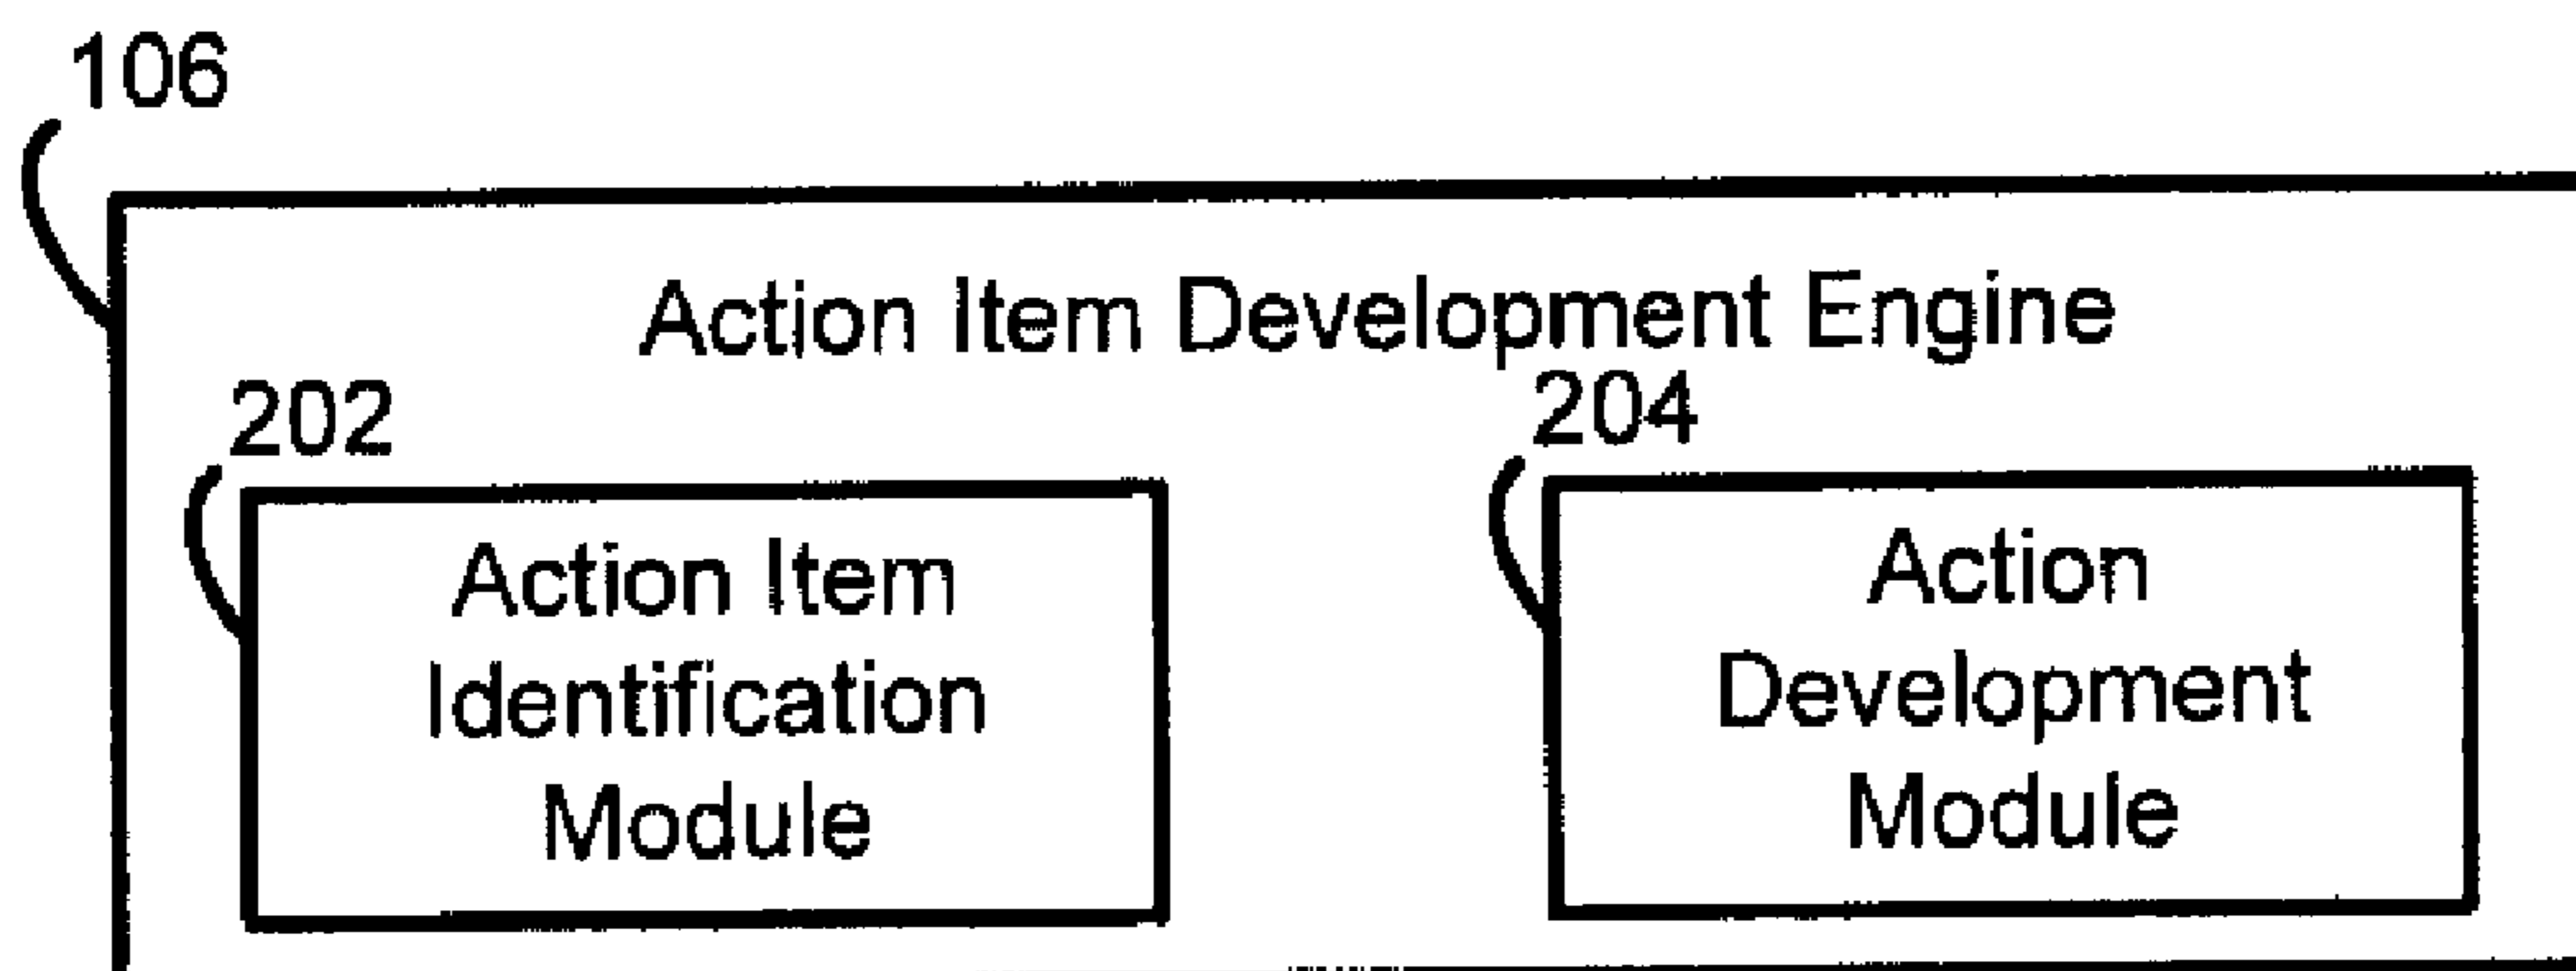 106
Action Item Development Engine
202
204
Action Item
Identification
Module
Action
Development
Module